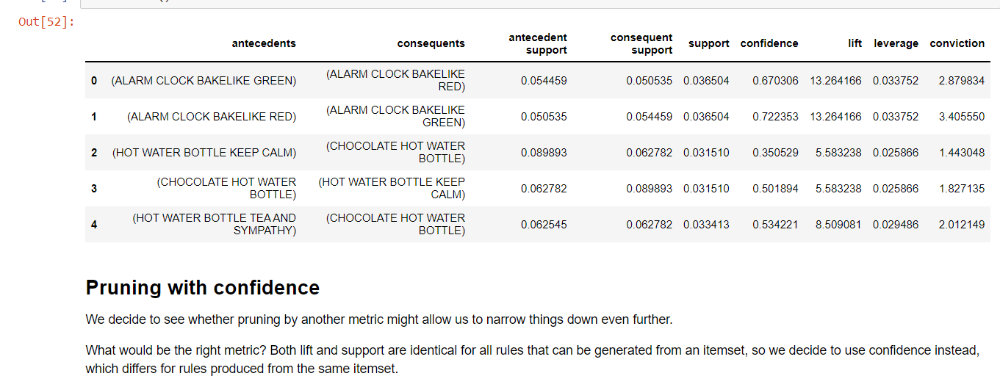 Out[52]:
antecedents consequents antecedent support consequent support support confidence lift leverage conviction
0 (ALARM CLOCK BAKELIKE GREEN) (ALARM CLOCK BAKELIKE RED) 0.054459 0.050535 0.036504 0.670306 13.264166 0.033752 2.879834
1 (ALARM CLOCK BAKELIKE RED) (ALARM CLOCK BAKELIKE GREEN) 0.050535 0.054459 0.036504 0.722353 13.264166 0.033752 3.405550
2 (HOT WATER BOTTLE KEEP CALM) (CHOCOLATE HOT WATER BOTTLE) 0.089893 0.062782 0.031510 0.350529 5.583238 0.025866 1.443048
3 (CHOCOLATE HOT WATER BOTTLE) (HOT WATER BOTTLE KEEP CALM) 0.062782 0.089893 0.031510 0.501894 5.583238 0.025866 1.827135
4 (HOT WATER BOTTLE TEA AND SYMPATHY) (CHOCOLATE HOT WATER BOTTLE) 0.062545 0.062782 0.033413 0.534221 8.509081 0.029486 2.012149
Pruning with confidence
We decide to see whether pruning by another metric might allow us to narrow things down even further.
What would be the right metric? Both lift and support are identical for all rules that can be generated from an itemset, so we decide to use confidence instead,
which differs for rules produced from the same itemset.